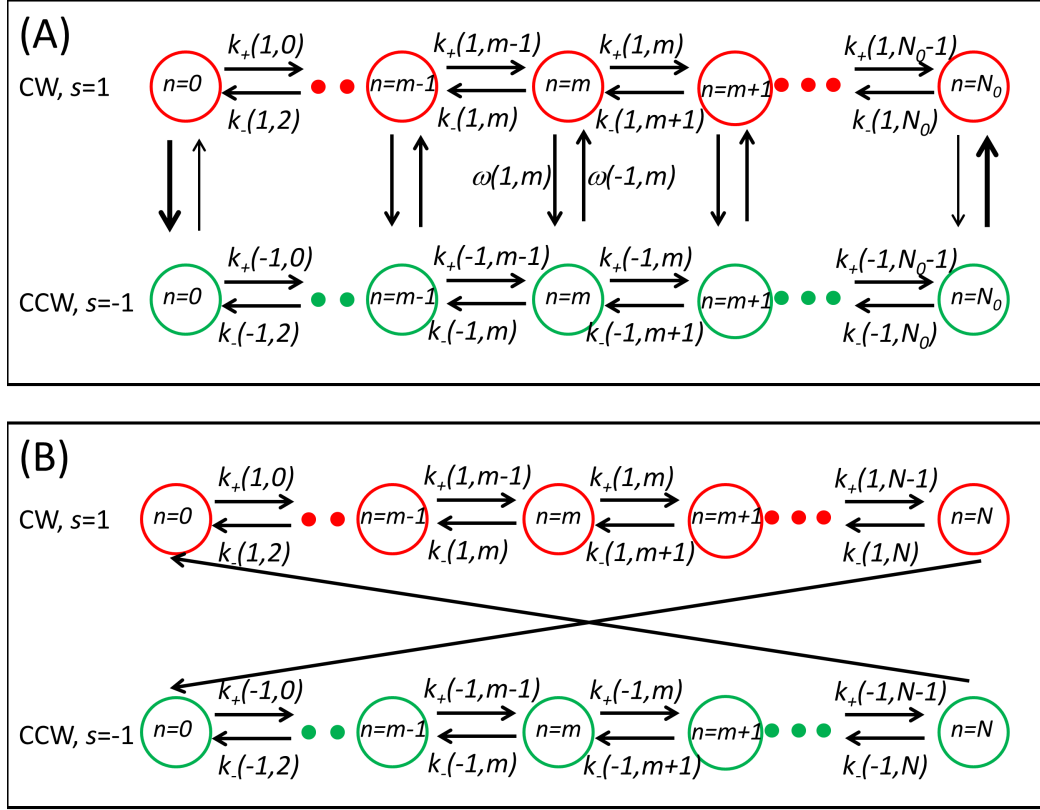 (A)
k+(1,0) k+(1,m-1) k+(1,m) k+(1,N0-1)
CW, s=1 n=0 n=m-1 n=m n=m+1 n=N0
k-(1,2) k-(1,m) k-(1,m+1) k-(1,N0)
ω(1,m) ω(-1,m)
k+(-1,0) k+(-1,m-1) k+(-1,m) k+(-1,N0-1)
CCW, s=-1 n=0 n=m-1 n=m n=m+1 n=N0
k-(-1,2) k-(-1,m) k-(-1,m+1) k-(-1,N0)
(B)
k+(1,0) k+(1,m-1) k+(1,m) k+(1,N-1)
CW, s=1 n=0 n=m-1 n=m n=m+1 n=N
k-(1,2) k-(1,m) k-(1,m+1) k-(1,N)
k+(-1,0) k+(-1,m-1) k+(-1,m) k+(-1,N-1)
CCW, s=-1 n=0 n=m-1 n=m n=m+1 n=N
k-(-1,2) k-(-1,m) k-(-1,m+1) k-(-1,N)